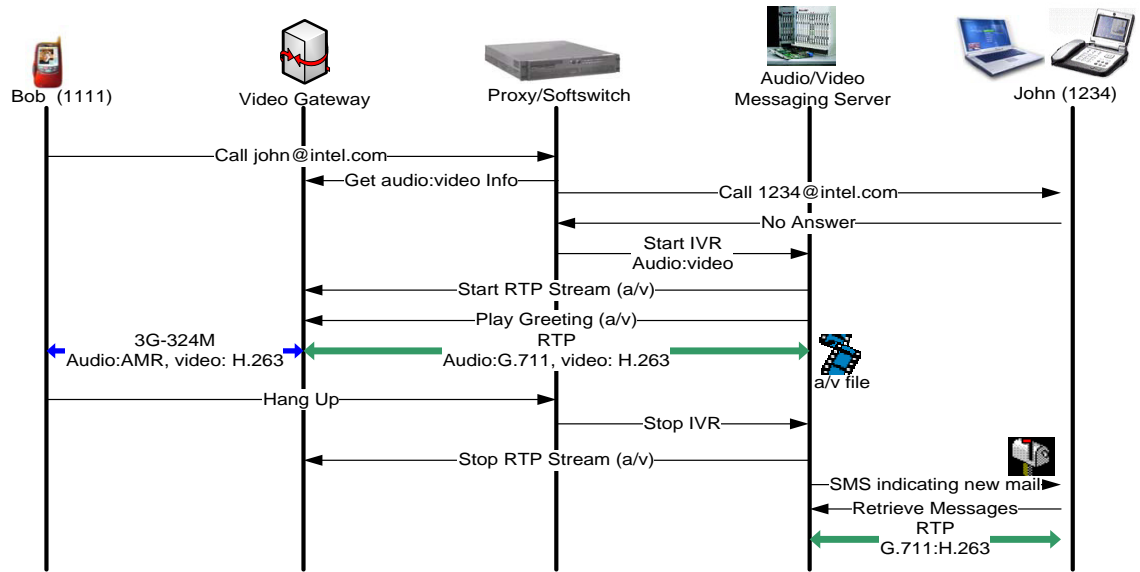 Bob (1111)
Video Gateway
Proxy/Softswitch
Audio/Video
Messaging Server
John (1234)
Call john@intel.com
Get audio:video Info
Call 1234@intel.com
No Answer
Start IVR
Audio:video
Start RTP Stream (a/v)
Play Greeting (a/v)
3G-324M
Audio:AMR, video: H.263
RTP
Audio:G.711, video: H.263
a/v file
Hang Up
Stop IVR
Stop RTP Stream (a/v)
SMS indicating new mail
Retrieve Messages
RTP
G.711:H.263